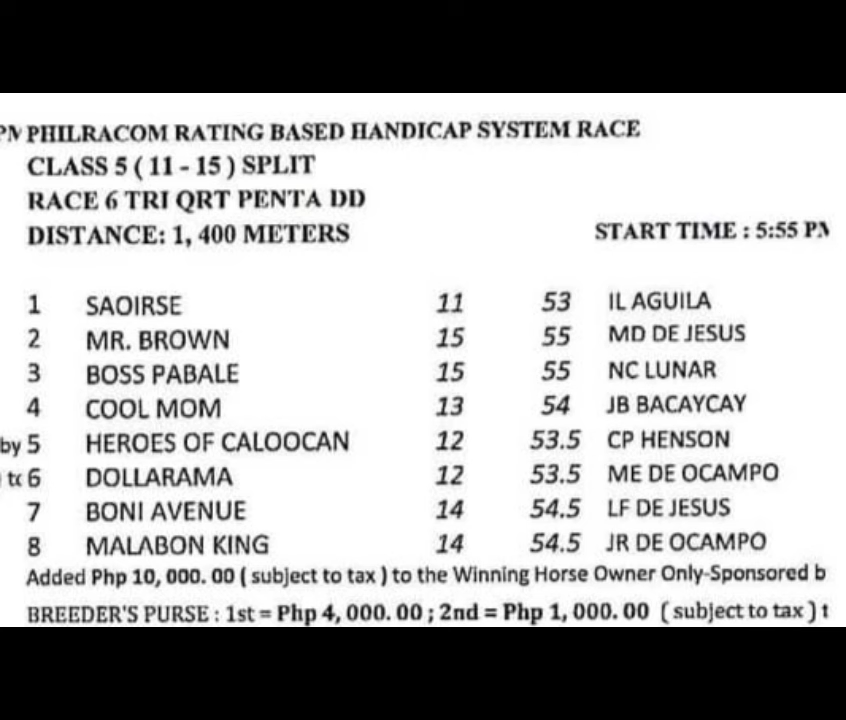 PHILRACOM RATING BASED HANDICAP SYSTEM RACE
CLASS 5 ( 11 - 15 ) SPLIT
RACE 6 TRI QRT PENTA DD
DISTANCE: 1, 400 METERS START TIME : 5:55 P
1 SAOIRSE 11 53 IL AGUILA
2 MR. BROWN 15 55 MD DE JESUS
3 BOSS PABALE 15 55 NC LUNAR
4 COOL MOM 13 54 JB BACAYCAY
by 5 HEROES OF CALOOCAN 12 53.5 CP HENSON
6 DOLLARAMA 12 53.5 ME DE OCAMPO
7 BONI AVENUE 14 54.5 LF DE JESUS
8 MALABON KING 14 54.5 JR DE OCAMPO
Added Php 10, 000. 00 ( subject to tax ) to the Winning Horse Owner Only-Sponsored b
BREEDER'S PURSE : 1st = Php 4, 000. 00 ; 2nd = Php 1, 000. 00 ( subject to tax ) t